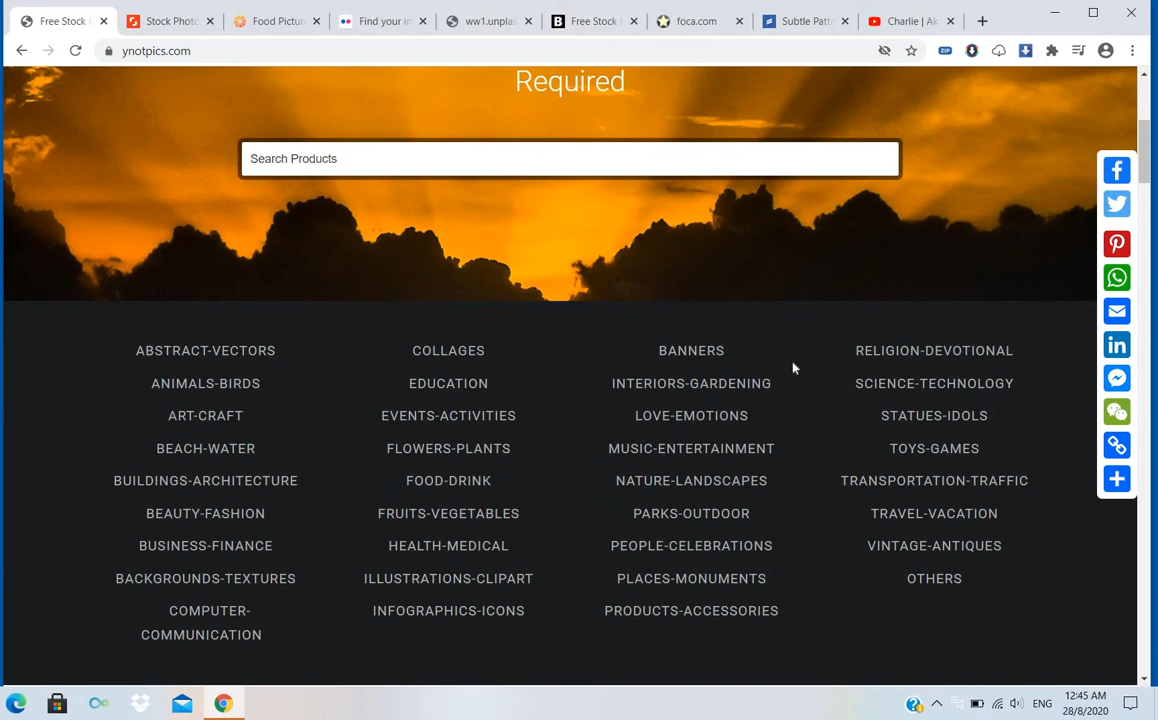 Free Stock
Stock Photo
Food Pictur
Find your in
ww1.unplas
Free Stock
foca.com
Subtle Patt
Charlie | Ak
ynotpics.com
ZIP
Required
Search Products
ABSTRACT-VECTORS
COLLAGES
BANNERS
RELIGION-DEVOTIONAL
ANIMALS-BIRDS
EDUCATION
INTERIORS-GARDENING
SCIENCE-TECHNOLOGY
ART-CRAFT
EVENTS-ACTIVITIES
LOVE-EMOTIONS
STATUES-IDOLS
BEACH-WATER
FLOWERS-PLANTS
MUSIC-ENTERTAINMENT
TOYS-GAMES
BUILDINGS-ARCHITECTURE
FOOD-DRINK
NATURE-LANDSCAPES
TRANSPORTATION-TRAFFIC
BEAUTY-FASHION
FRUITS-VEGETABLES
PARKS-OUTDOOR
TRAVEL-VACATION
BUSINESS-FINANCE
HEALTH-MEDICAL
PEOPLE-CELEBRATIONS
VINTAGE-ANTIQUES
BACKGROUNDS-TEXTURES
ILLUSTRATIONS-CLIPART
PLACES-MONUMENTS
OTHERS
COMPUTER-
COMMUNICATION
INFOGRAPHICS-ICONS
PRODUCTS-ACCESSORIES
ENG
12:45 AM
28/8/2020